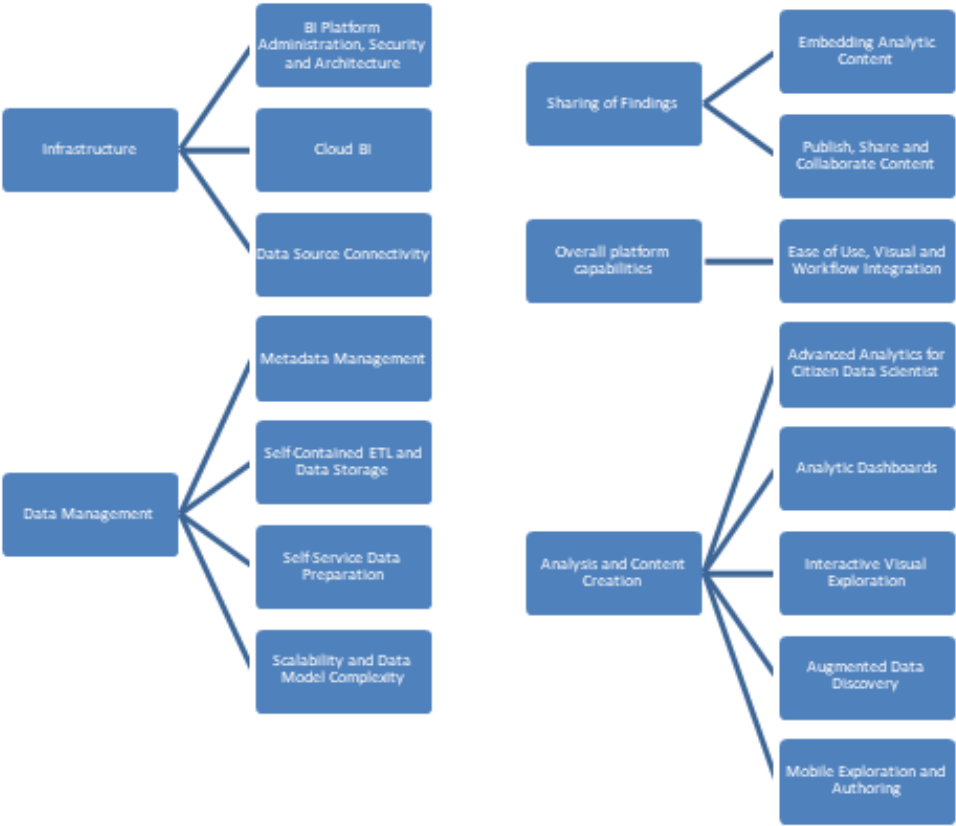 Infrastructure
BI Platform
Administration, Security
and Architecture
Cloud BI
Data Source Connectivity
Data Management
Metadata Management
Self-Contained ETL and
Data Storage
Self Service Data
Preparation
Scalability and Data
Model Complexity
Sharing of Findings
Embedding Analytic
Content
Publish, Share and
Collaborate Content
Overall platform
capabilities
Ease of Use, Visual and
Workflow Integration
Analysis and Content
Creation
Advanced Analytics for
Citizen Data Scientist
Analytic Dashboards
Interactive Visual
Exploration
Augmented Data
Discovery
Mobile Exploration and
Authoring